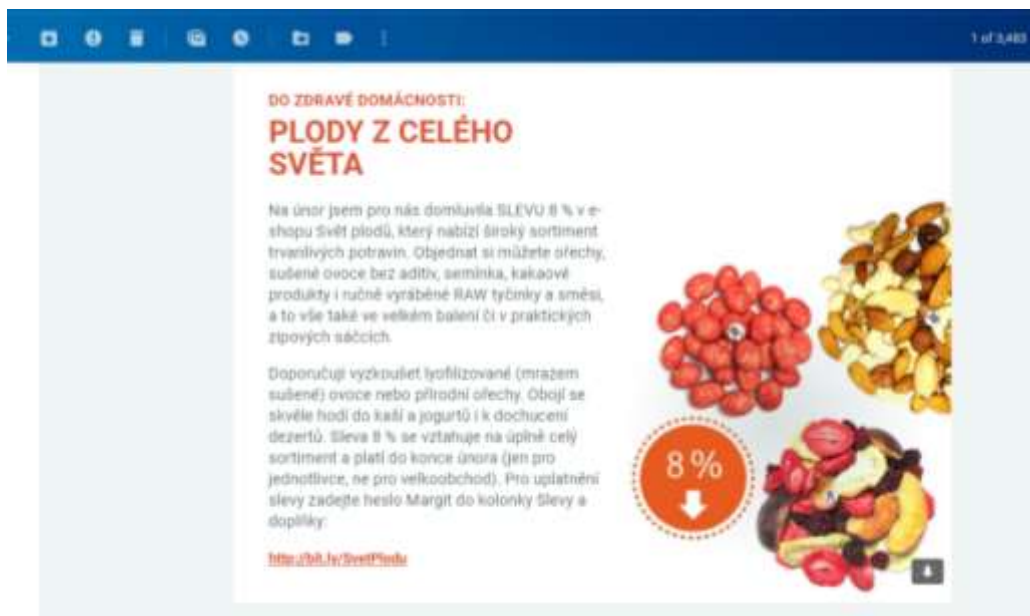 1 of 3,483
DO ZDRAVÉ DOMÁCNOSTI:
PLODY Z CELÉHO
SVĚTA
Na únor jsem pro nás domluvila SLEVU 8 % v e-
shopu Svět plodů, který nabízí široký sortiment
trvanlivých potravin. Objednat si můžete ořechy,
sušené ovoce bez aditiv, semínka, kakaové
produkty i ručně vyráběné RAW tyčinky a směsi,
a to vše také ve velkém balení či v praktických
zipových sáčcích.
Doporučuji vyzkoušet lyofilizované (mrazem
sušené) ovoce nebo přírodní ořechy. Obojí se
skvěle hodí do kaší a jogurtů i k dochucení
dezertů. Sleva 8 % se vztahuje na úplně celý
sortiment a platí do konce února (jen pro
jednotlivce, ne pro velkoobchod). Pro uplatnění
slevy zadejte heslo Margit do kolonky Slevy a
doplňky:
http://bit.ly/SvetPlodu
8 %